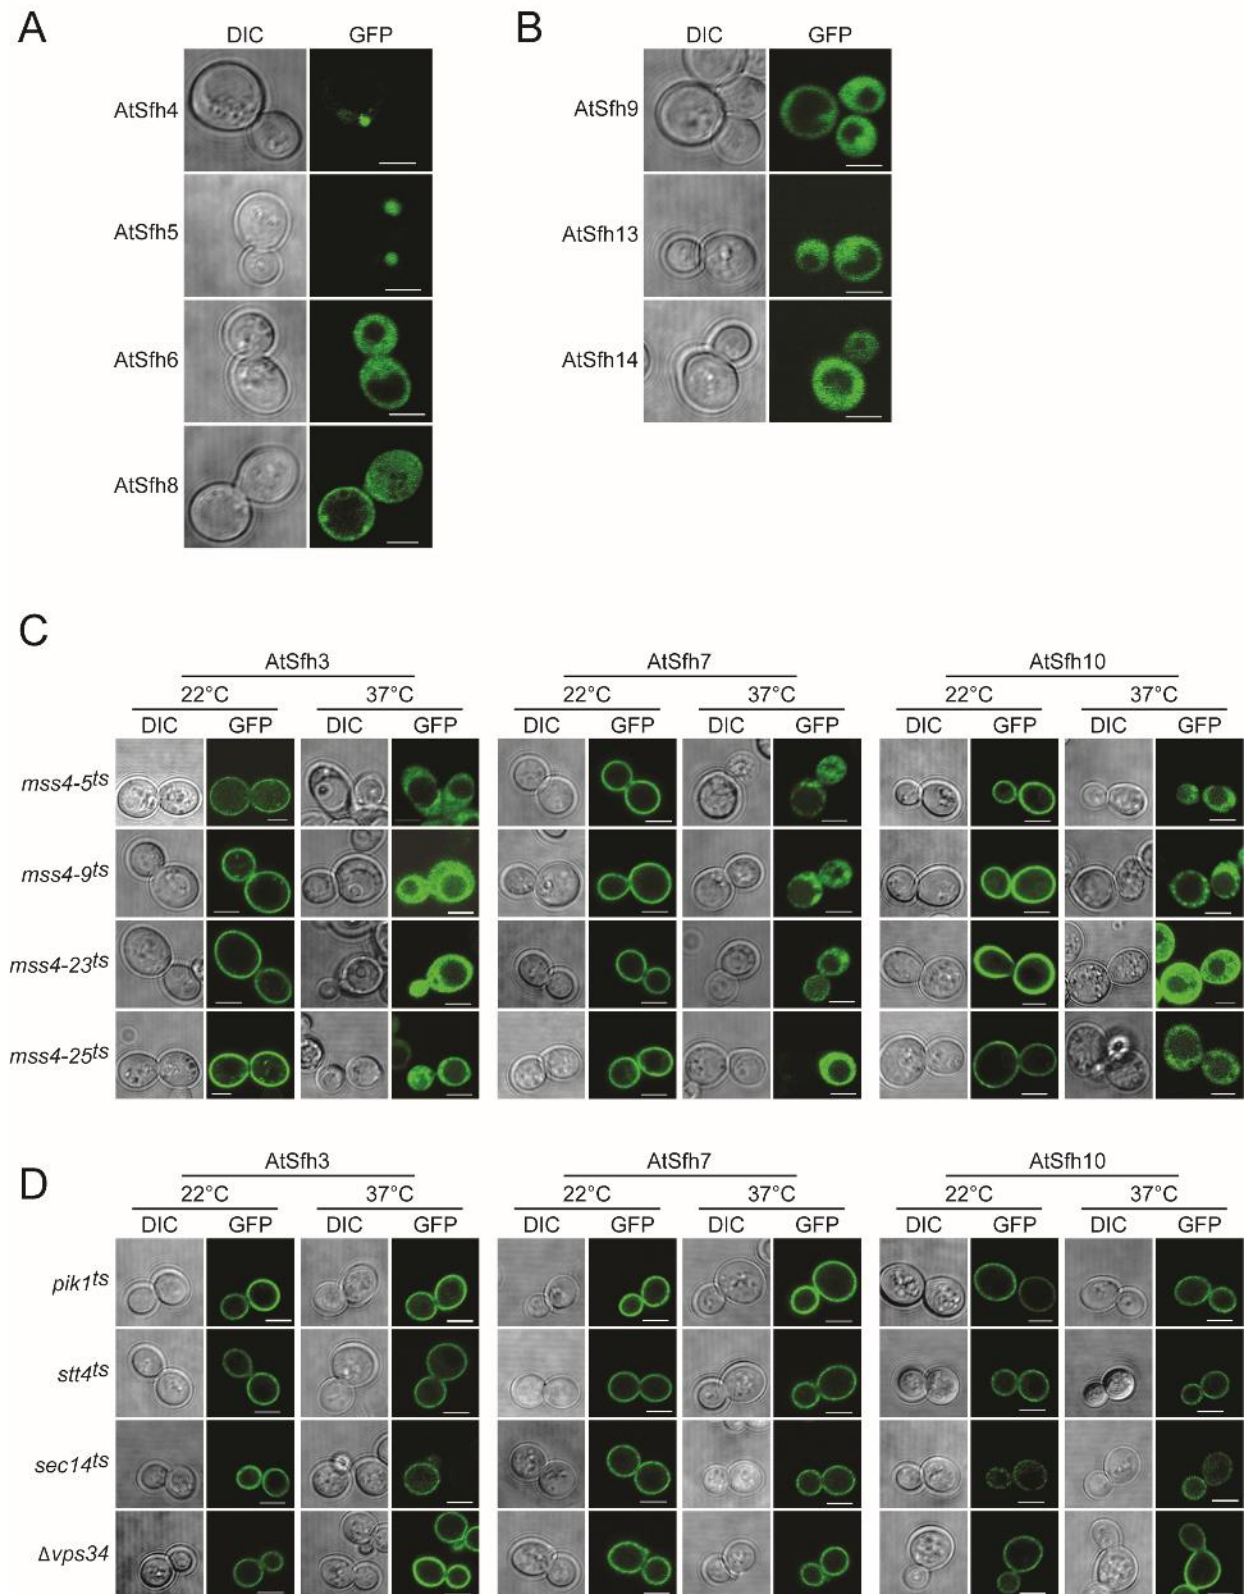 A
DIC GFP
AtSfh4
AtSfh5
AtSfh6
AtSfh8
B
DIC GFP
AtSfh9
AtSfh13
AtSfh14
C
AtSfh3 AtSfh7 AtSfh10
22°C 37°C 22°C 37°C 22°C 37°C
DIC GFP DIC GFP DIC GFP DIC GFP DIC GFP DIC GFP
mss4-5ts
mss4-9ts
mss4-23ts
mss4-25ts
D
AtSfh3 AtSfh7 AtSfh10
22°C 37°C 22°C 37°C 22°C 37°C
DIC GFP DIC GFP DIC GFP DIC GFP DIC GFP DIC GFP
pik1ts
stt4ts
sec14ts
Δvps34